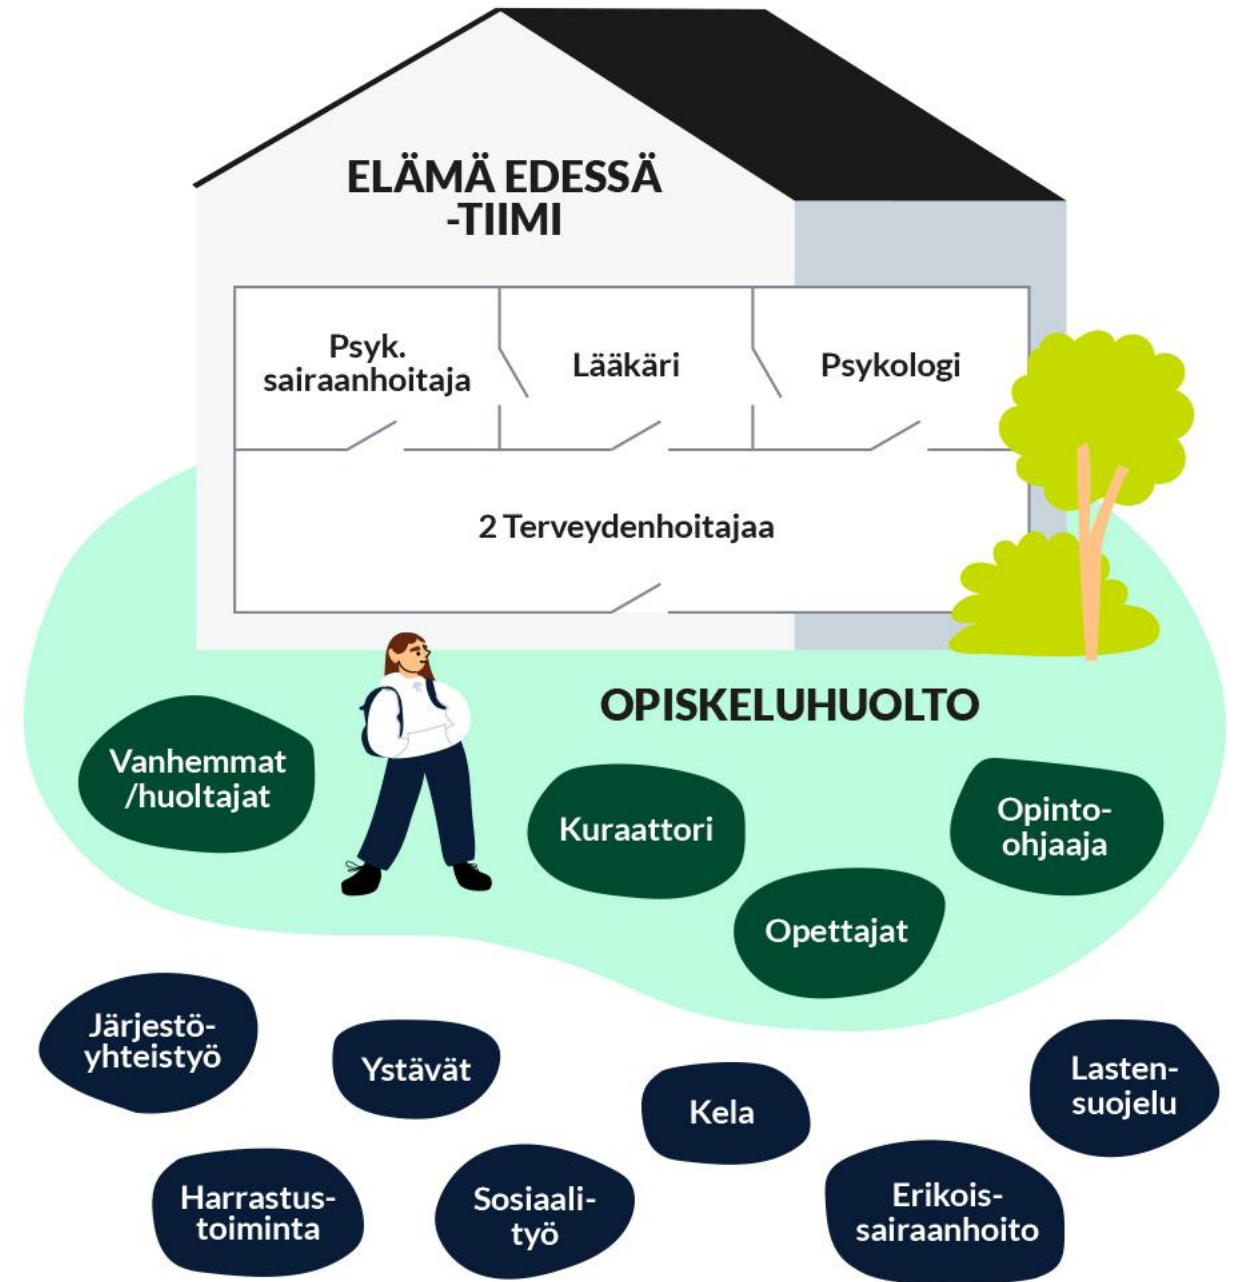 ELÄMÄ EDESSÄ
-TIIMI
Psyk.
sairaanhoitaja
Lääkäri
Psykologi
2 Terveydenhoitajaa
OPISKELUHUOLTO
Vanhemmat
/huoltajat
Kuraattori
Opinto-
ohjaaja
Opettajat
Järjestö-
yhteistyö
Ystävät
Kela
Lasten-
suojelu
Harrastus-
toiminta
Sosiaali-
työ
Erikois-
sairaanhoito